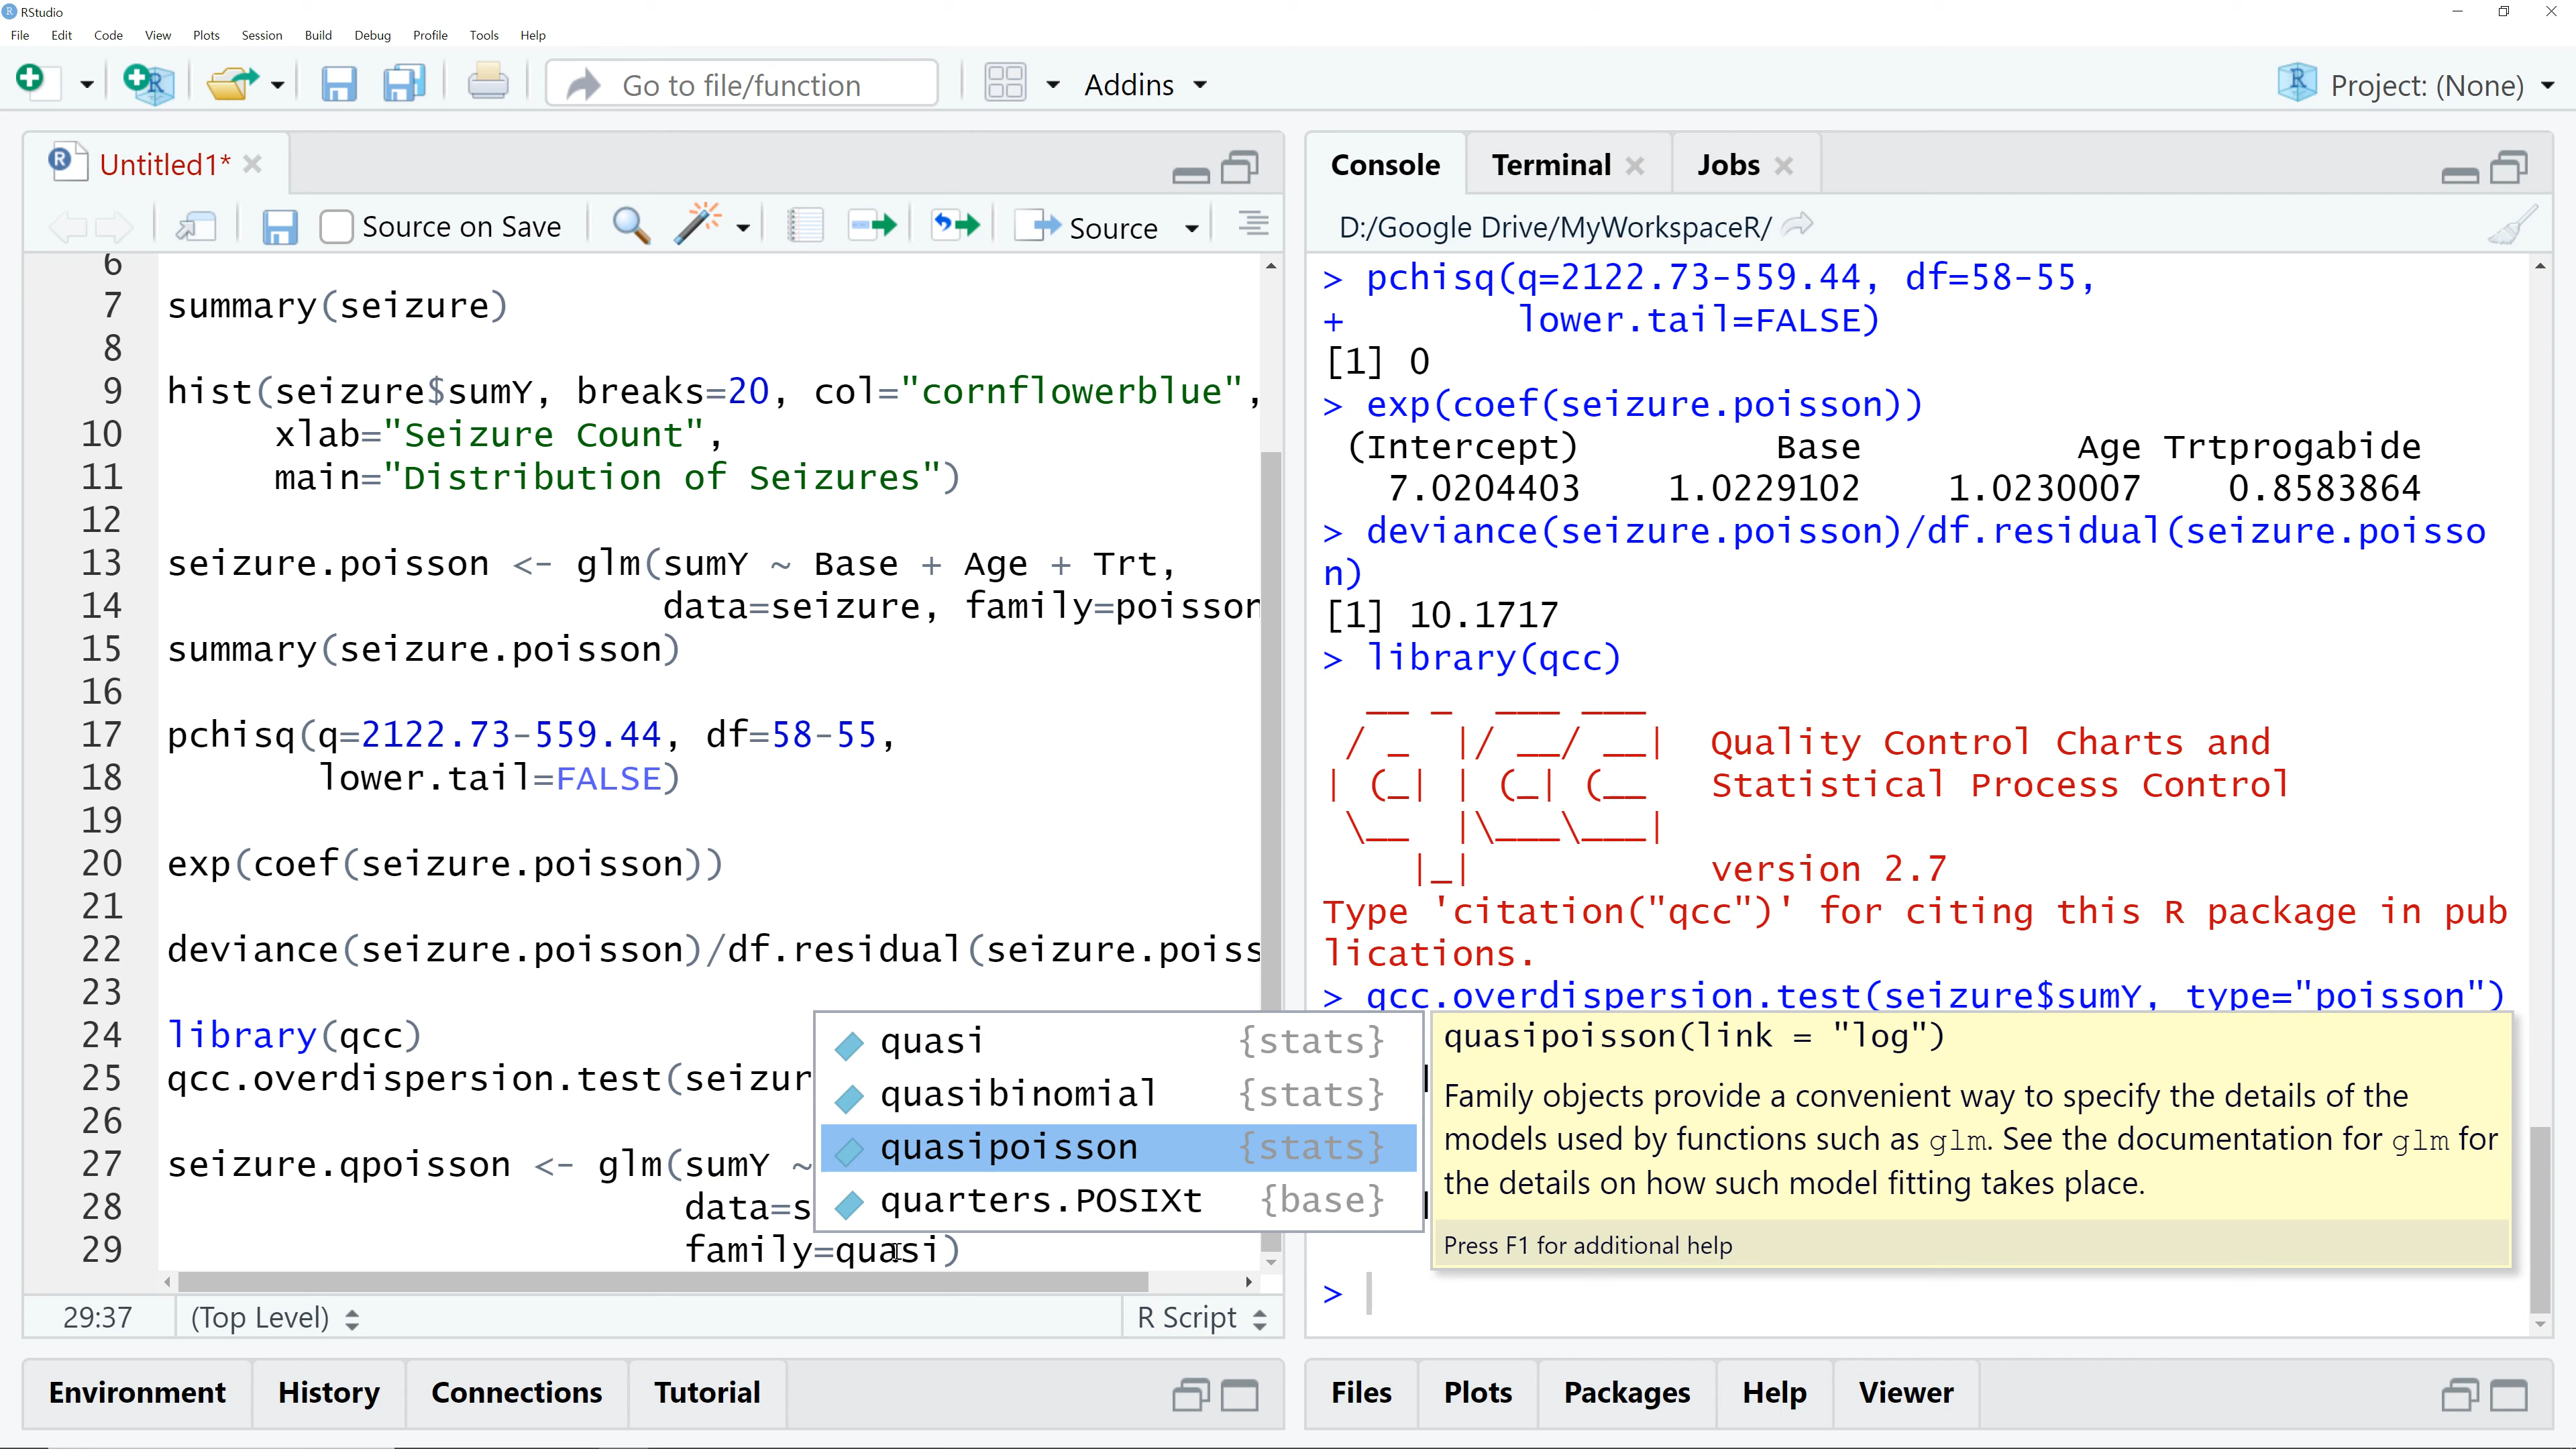 RStudio
File Edit Code View Plots Session Build Debug Profile Tools Help
Go to file/function Addins Project: (None)
Untitled1*
Source on Save Source
6
7 summary(seizure)
8
9 hist(seizure$sumY, breaks=20, col="cornflowerblue",
10 xlab="Seizure Count",
11 main="Distribution of Seizures")
12
13 seizure.poisson <- glm(sumY ~ Base + Age + Trt,
14 data=seizure, family=poisson
15 summary(seizure.poisson)
16
17 pchisq(q=2122.73-559.44, df=58-55,
18 lower.tail=FALSE)
19
20 exp(coef(seizure.poisson))
21
22 deviance(seizure.poisson)/df.residual(seizure.poiss
23
24 library(qcc)
25 qcc.overdispersion.test(seizur
26
27 seizure.qpoisson <- glm(sumY ~
28 data=s
29 family=quasi)
quasi {stats}
quasibinomial {stats}
quasipoisson {stats}
quarters.POSIXt {base}
29:37 (Top Level) R Script
Environment History Connections Tutorial
Console Terminal Jobs
D:/Google Drive/MyWorkspaceR/
> pchisq(q=2122.73-559.44, df=58-55,
+ lower.tail=FALSE)
[1] 0
> exp(coef(seizure.poisson))
(Intercept) Base Age Trtprogabide
7.0204403 1.0229102 1.0230007 0.8583864
> deviance(seizure.poisson)/df.residual(seizure.poisso
n)
[1] 10.1717
> library(qcc)
Quality Control Charts and
Statistical Process Control
version 2.7
Type 'citation("qcc")' for citing this R package in pub
lications.
> qcc.overdispersion.test(seizure$sumY, type="poisson")
quasipoisson(link = "log")
Family objects provide a convenient way to specify the details of the
models used by functions such as glm. See the documentation for glm for
the details on how such model fitting takes place.
Press F1 for additional help
>
Files Plots Packages Help Viewer